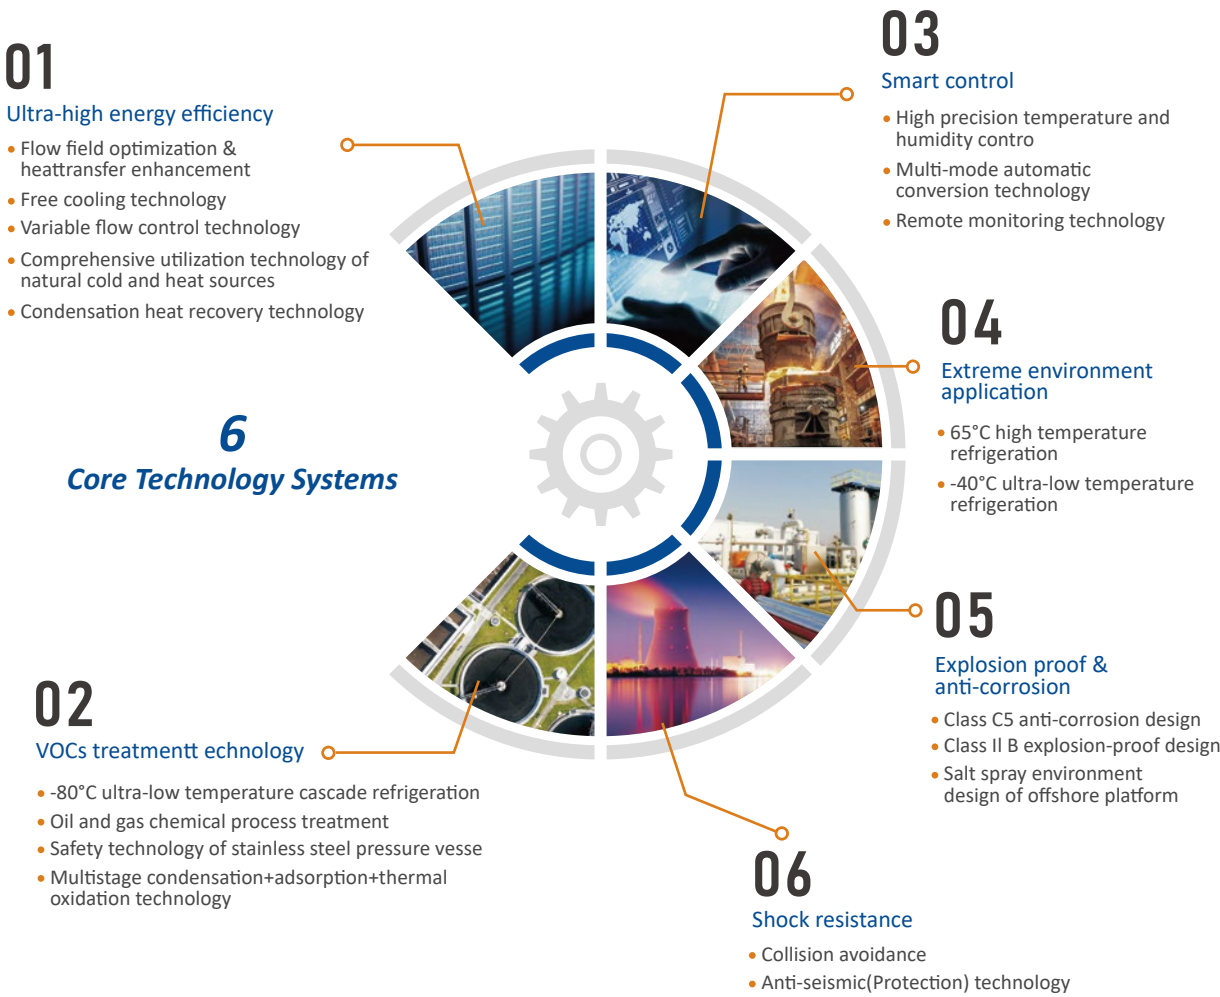 01
Ultra-high energy efficiency
• Flow field optimization &
heattransfer enhancement
• Free cooling technology
• Variable flow control technology
• Comprehensive utilization technology of
natural cold and heat sources
• Condensation heat recovery technology
6
Core Technology Systems
02
VOCs treatmentt echnology
• -80°C ultra-low temperature cascade refrigeration
• Oil and gas chemical process treatment
• Safety technology of stainless steel pressure vesse
• Multistage condensation+adsorption+thermal
oxidation technology
03
Smart control
• High precision temperature and
humidity contro
• Multi-mode automatic
conversion technology
• Remote monitoring technology
04
Extreme environment
application
• 65°C high temperature
refrigeration
• -40°C ultra-low temperature
refrigeration
05
Explosion proof &
anti-corrosion
• Class C5 anti-corrosion design
• Class Il B explosion-proof design
• Salt spray environment
design of offshore platform
06
Shock resistance
• Collision avoidance
• Anti-seismic(Protection) technology